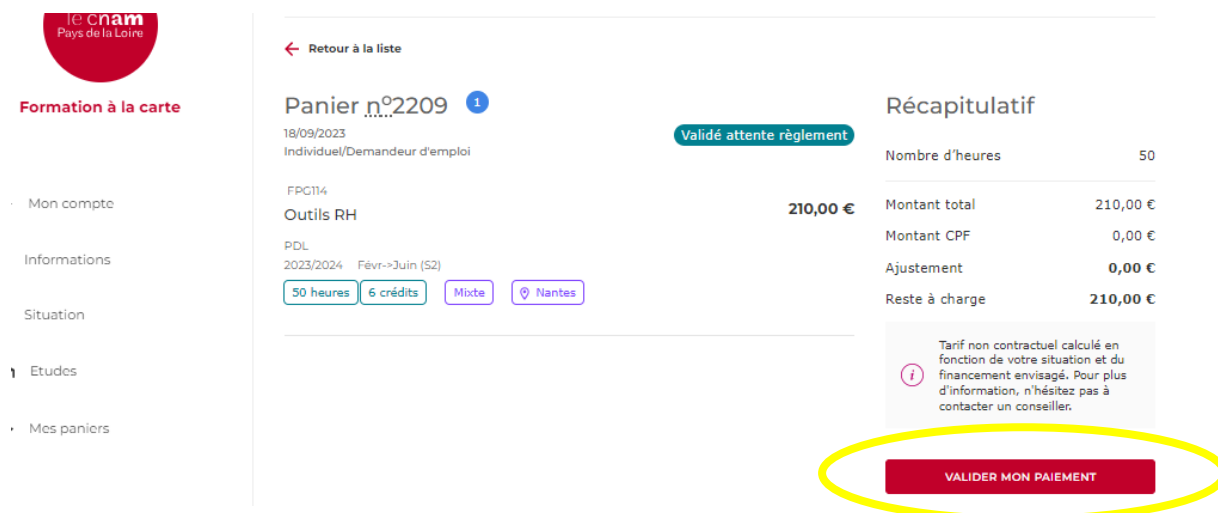 le cnam
Pays de la Loire
Formation à la carte
Mon compte
Informations
Situation
Etudes
Mes paniers
Retour à la liste
Panier nº2209 1
18/09/2023
Individuel/Demandeur d'emploi
Validé attente règlement
FPG114
Outils RH
210,00 €
PDL
2023/2024 Févr->Juin (S2)
50 heures 6 crédits Mixte Nantes
Récapitulatif
Nombre d'heures 50
Montant total 210,00 €
Montant CPF 0,00 €
Ajustement 0,00 €
Reste à charge 210,00 €
Tarif non contractuel calculé en
fonction de votre situation et du
financement envisagé. Pour plus
d'information, n'hésitez pas à
contacter un conseiller.
VALIDER MON PAIEMENT